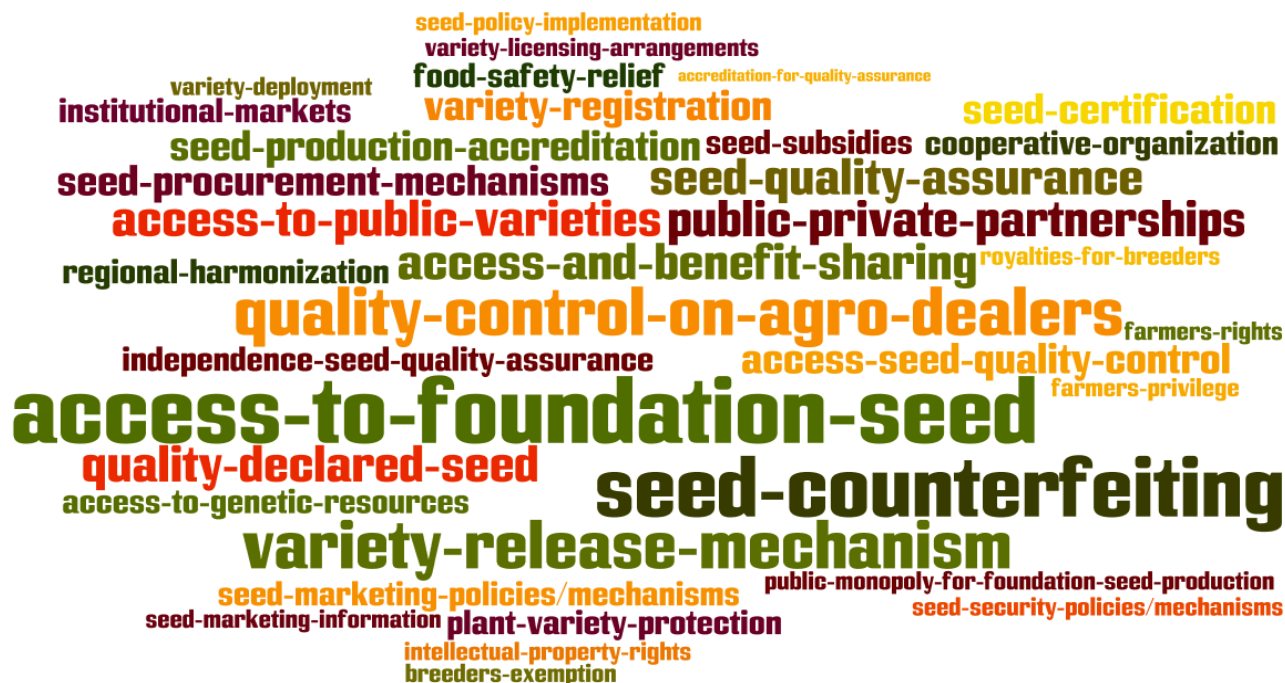 seed-policy-implementation
variety-licensing-arrangements
variety-deployment food-safety-relief accreditation-for-quality-assurance
institutional-markets variety-registration seed-certification
seed-production-accreditation seed-subsidies cooperative-organization
seed-procurement-mechanisms seed-quality-assurance
access-to-public-varieties public-private-partnerships
regional-harmonization access-and-benefit-sharing royalties-for-breeders
quality-control-on-agro-dealers farmers-rights
independence-seed-quality-assurance access-seed-quality-control
access-to-foundation-seed farmers-privilege
quality-declared-seed seed-counterfeiting
access-to-genetic-resources
variety-release-mechanism
seed-marketing-policies/mechanisms public-monopoly-for-foundation-seed-production
seed-marketing-information plant-variety-protection seed-security-policies/mechanisms
intellectual-property-rights
breeders-exemption